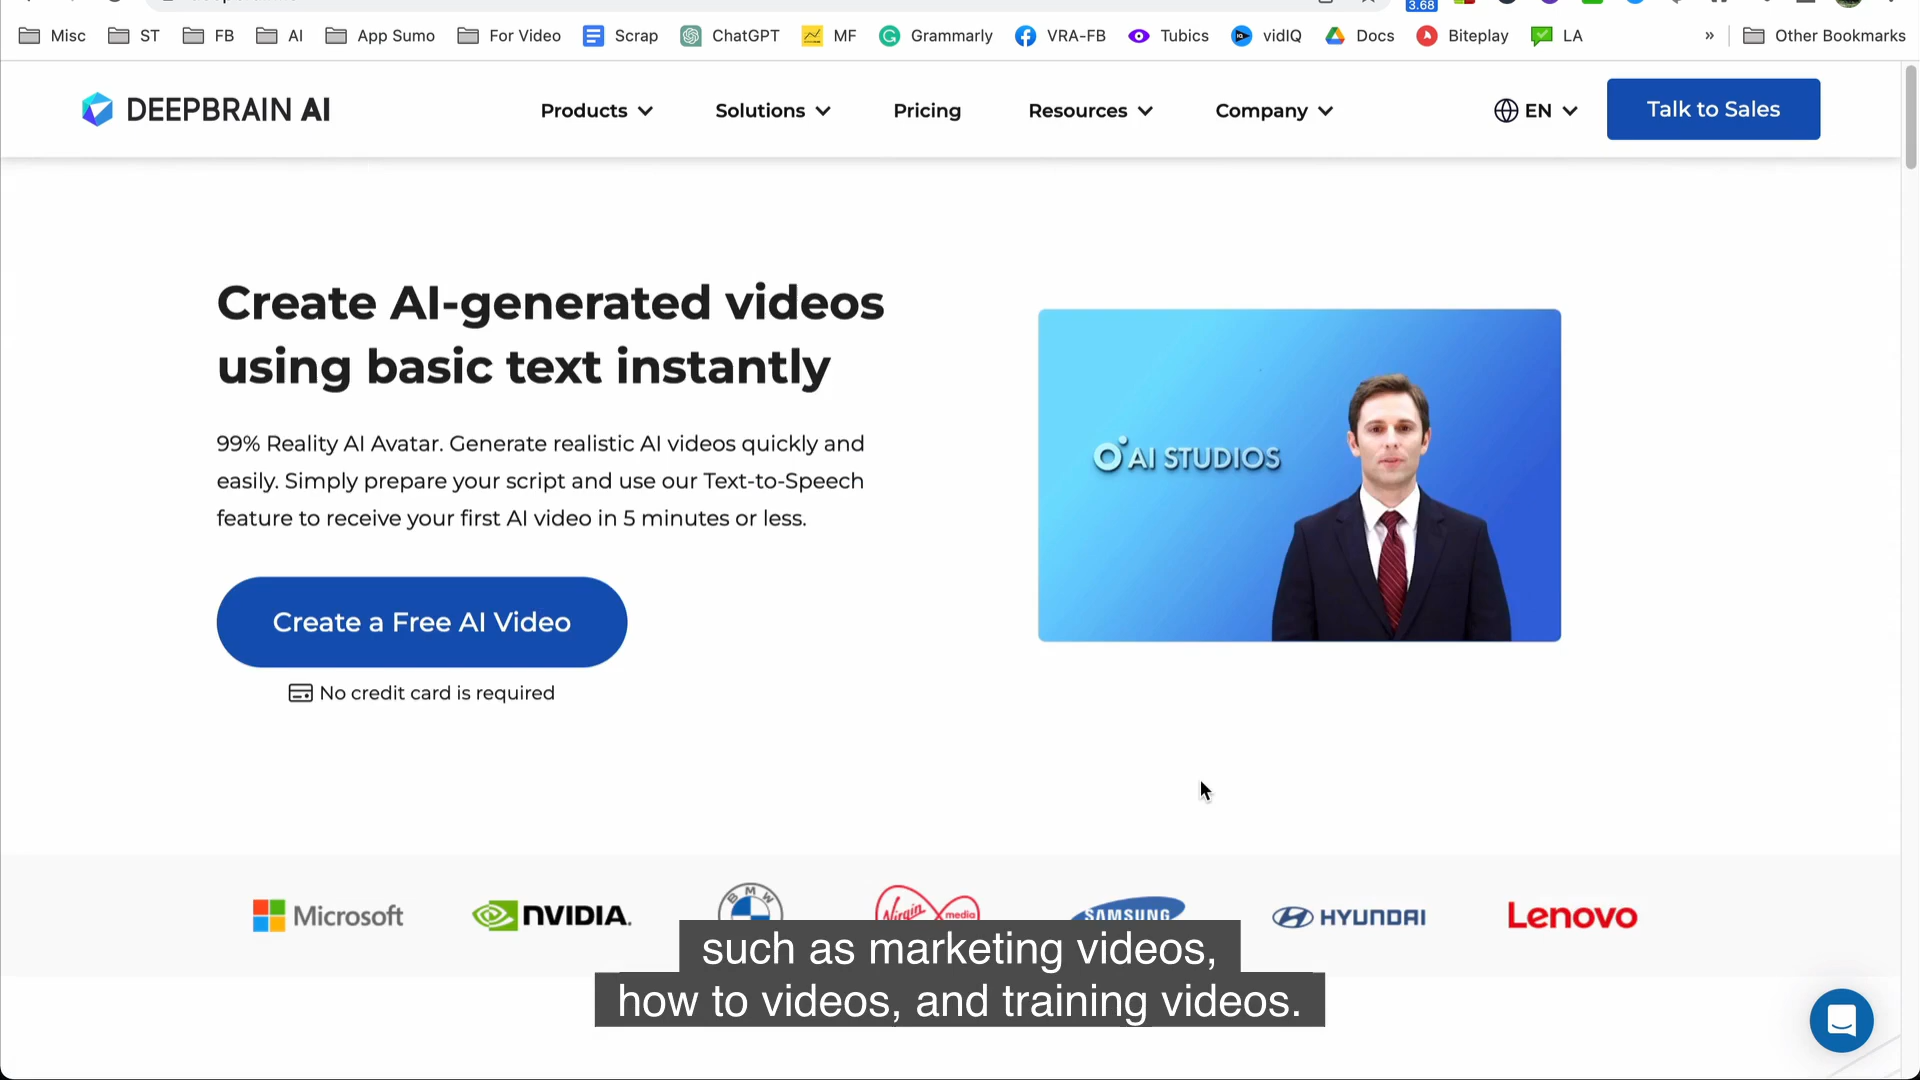 3.68
Misc ST FB AI App Sumo For Video Scrap ChatGPT MF Grammarly VRA-FB Tubics vidIQ Docs Biteplay LA » Other Bookmarks
DEEPBRAIN AI Products Solutions Pricing Resources Company EN Talk to Sales
Create AI-generated videos
using basic text instantly
99% Reality AI Avatar. Generate realistic AI videos quickly and
easily. Simply prepare your script and use our Text-to-Speech
feature to receive your first AI video in 5 minutes or less.
AI STUDIOS
Create a Free AI Video
No credit card is required
Microsoft NVIDIA. BMW Virgin media SAMSUNG HYUNDAI Lenovo
such as marketing videos,
how to videos, and training videos.